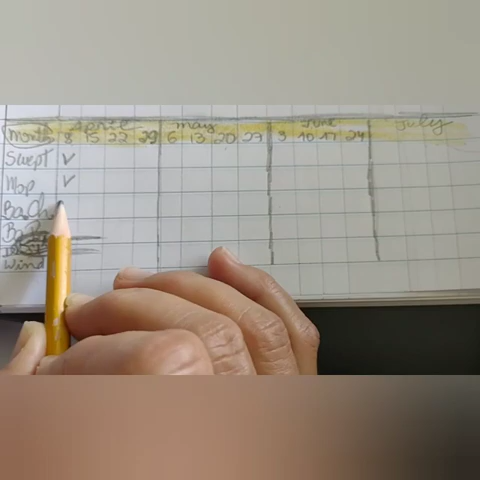 April May June July
Month 8 15 22 29 6 13 20 27 3 10 17 24
Swept ✓
Mop ✓
Wind